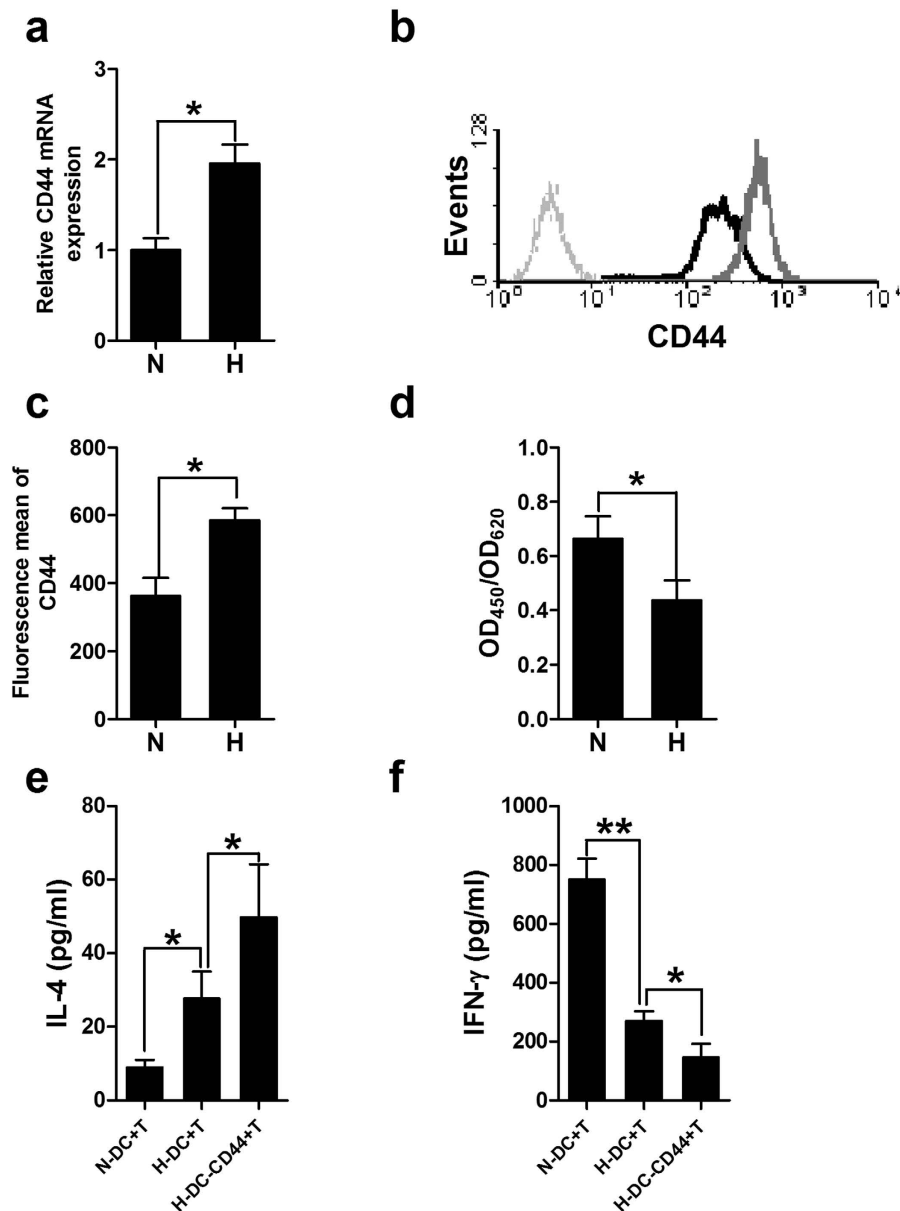 a
Relative CD44 mRNA
expression
3
2
1
0
*
N
H
b
Events
128
0
10⁰
10¹
10²
10³
10⁴
CD44
c
Fluorescence mean of
CD44
800
600
400
200
0
*
N
H
d
OD₄₅₀/OD₆₂₀
1.0
0.8
0.6
0.4
0.2
0.0
*
N
H
e
IL-4 (pg/ml)
80
60
40
20
0
*
*
N-DC+T
H-DC+T
H-DC-CD44+T
f
IFN-γ (pg/ml)
1000
800
600
400
200
0
**
*
N-DC+T
H-DC+T
H-DC-CD44+T